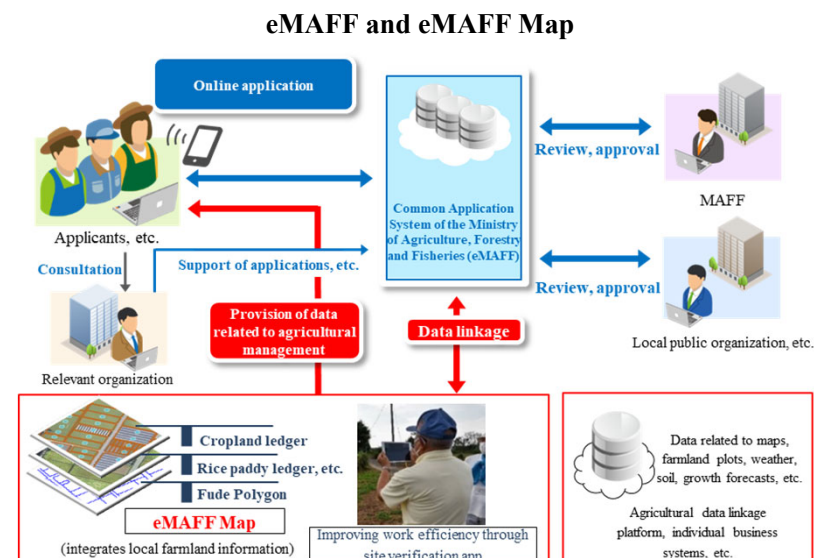 eMAFF and eMAFF Map
Online application
Applicants, etc.
Consultation
Support of applications, etc.
Relevant organization
Common Application
System of the Ministry
of Agriculture, Forestry
and Fisheries (eMAFF)
Review, approval
MAFF
Review, approval
Local public organization, etc.
Provision of data
related to agricultural
management
Data linkage
Cropland ledger
Rice paddy ledger, etc.
Fude Polygon
eMAFF Map
(integrates local farmland information)
Improving work efficiency through
site verification app
Data related to maps,
farmland plots, weather,
soil, growth forecasts, etc.
Agricultural data linkage
platform, individual business
systems, etc.